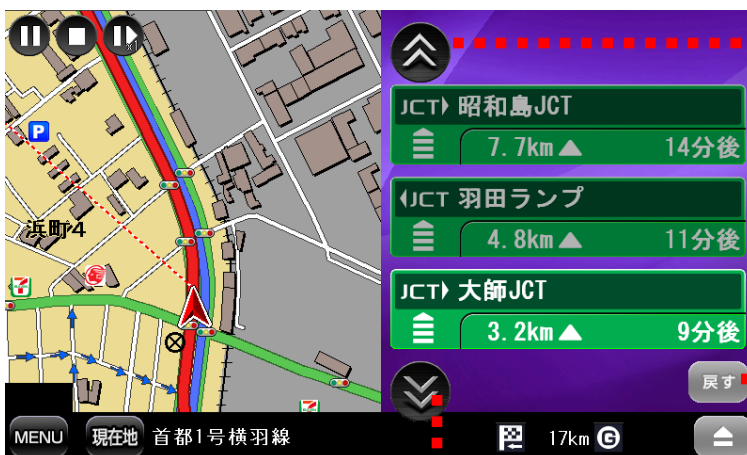 x1
P
浜町4
JCT 昭和島JCT
7.7km 14分後
JCT 羽田ランプ
4.8km 11分後
JCT 大師JCT
3.2km 9分後
戻す
MENU 現在地 首都1号横羽線 17km G